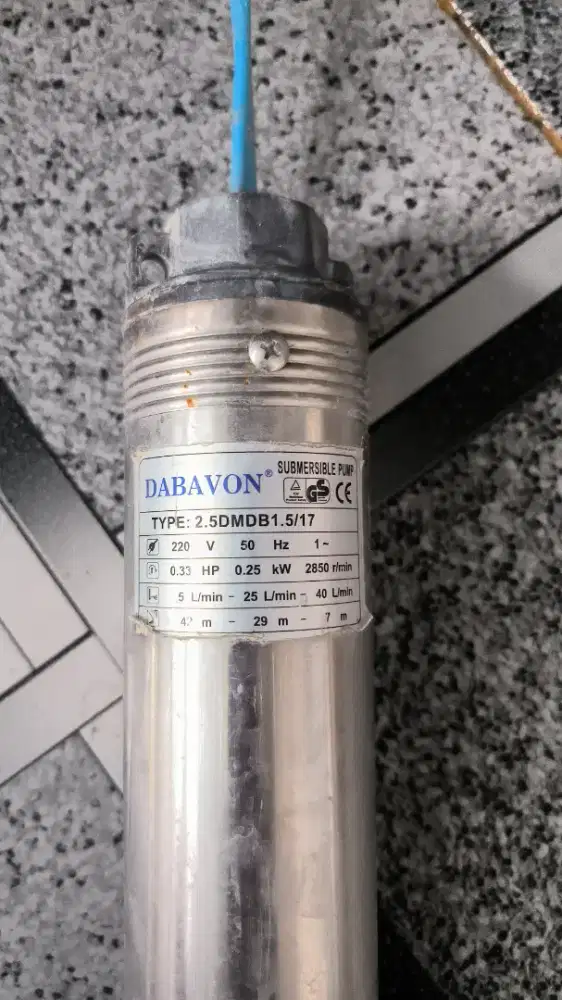 DABAVON®
SUBMERSIBLE PUMP
GS CE
TYPE: 2.5DMDB1.5/17
220 V 50 Hz 1~
0.33 HP 0.25 kW 2850 r/min
5 L/min - 25 L/min - 40 L/min
m - 29 m - 7 m